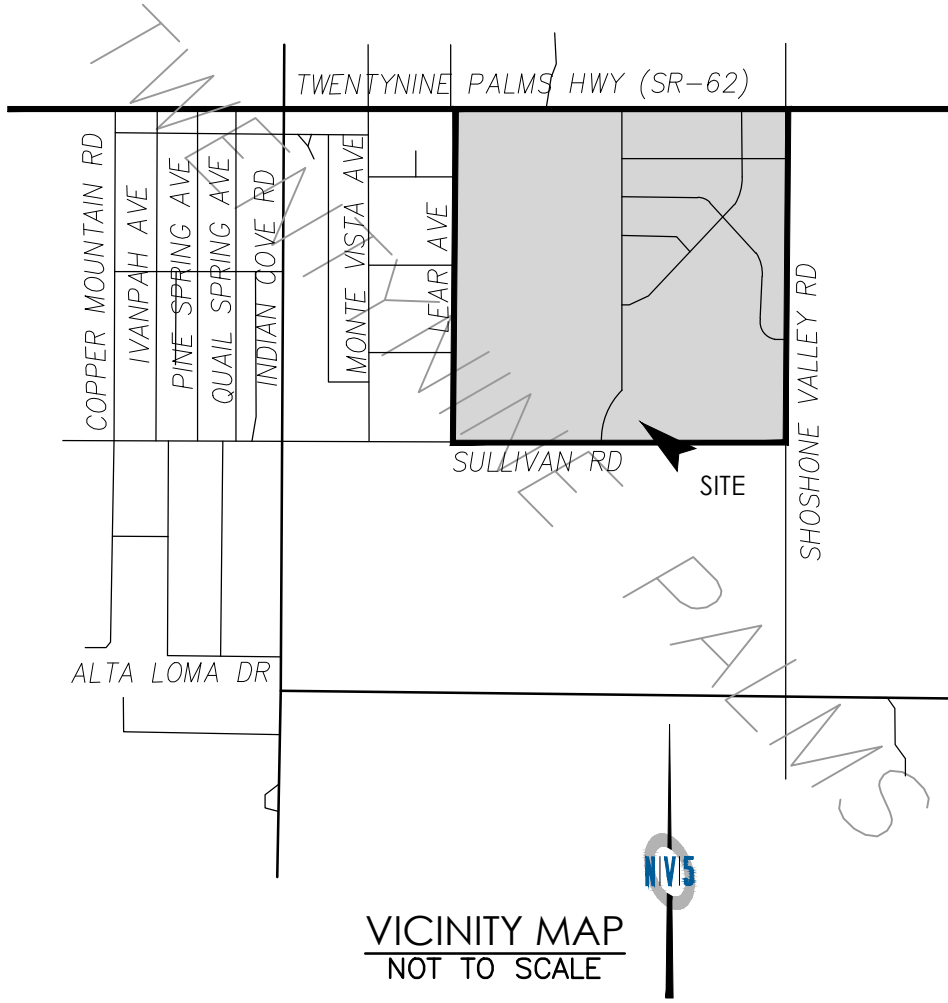 TWENTYNINE PALMS HWY (SR-62)
TWENTYNINE PALMS
COPPER MOUNTAIN RD
IVANPAH AVE
PINE SPRING AVE
QUAIL SPRING AVE
INDIAN COVE RD
MONTE VISTA AVE
LEAR AVE
SHOSHONE VALLEY RD
SULLIVAN RD
SITE
ALTA LOMA DR
N|V|5
VICINITY MAP
NOT TO SCALE